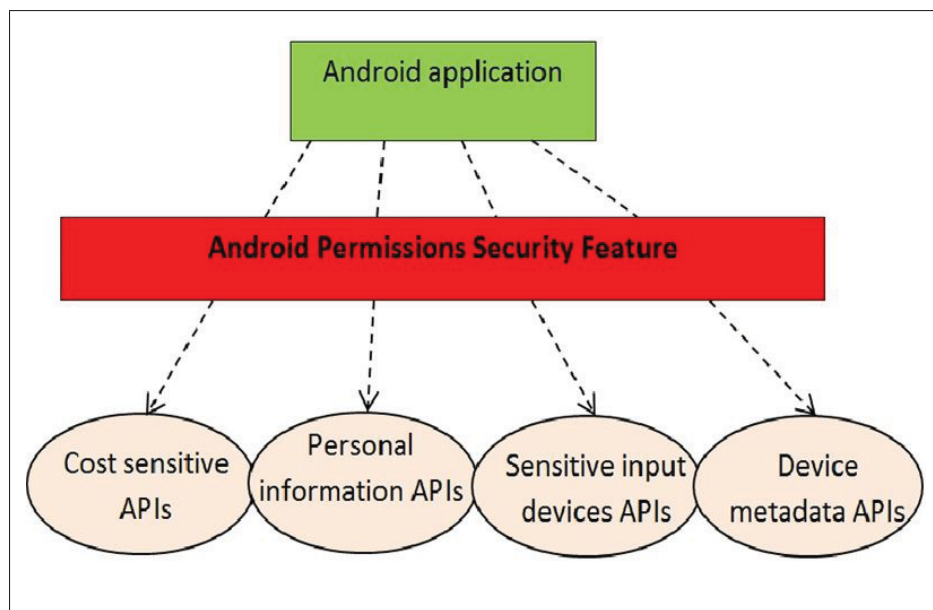 Android application
Android Permissions Security Feature
Cost sensitive
APIs
Personal
information APIs
Sensitive input
devices APIs
Device
metadata APIs